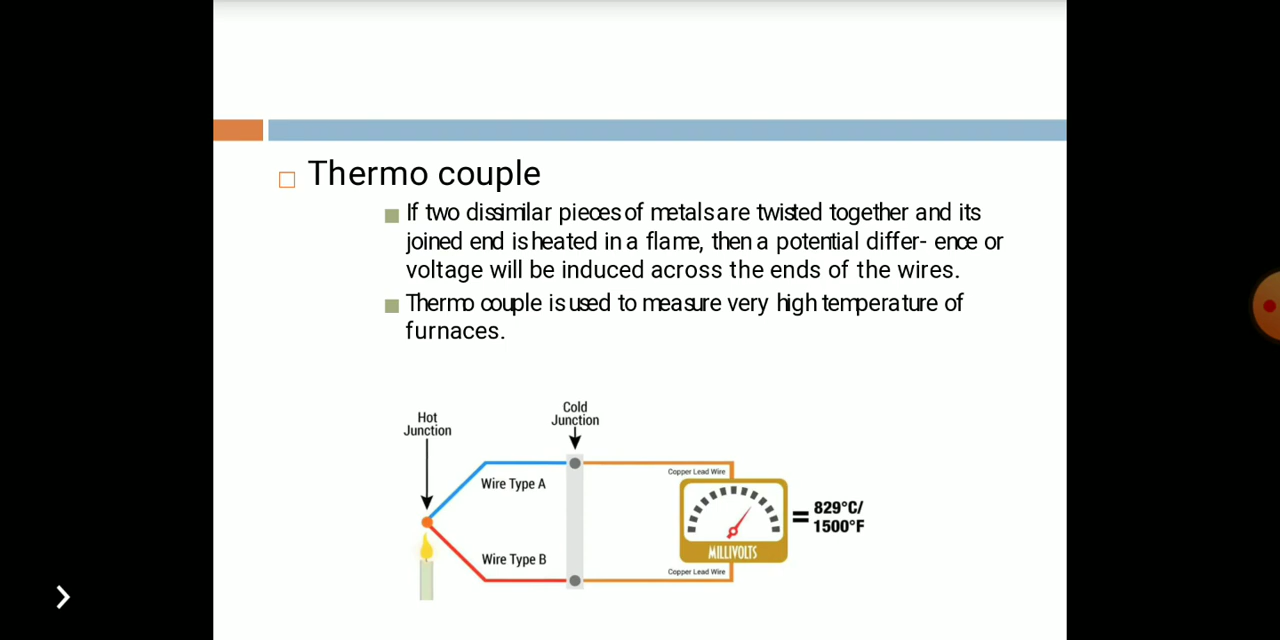 Thermo couple
If two dissimilar pieces of metals are twisted together and its
joined end is heated in a flame, then a potential differ- ence or
voltage will be induced across the ends of the wires.
Thermo couple is used to measure very high temperature of
furnaces.
Hot
Junction
Cold
Junction
Wire Type A
Copper Lead Wire
= 829°C/
1500°F
MILLIVOLTS
Wire Type B
Copper Lead Wire